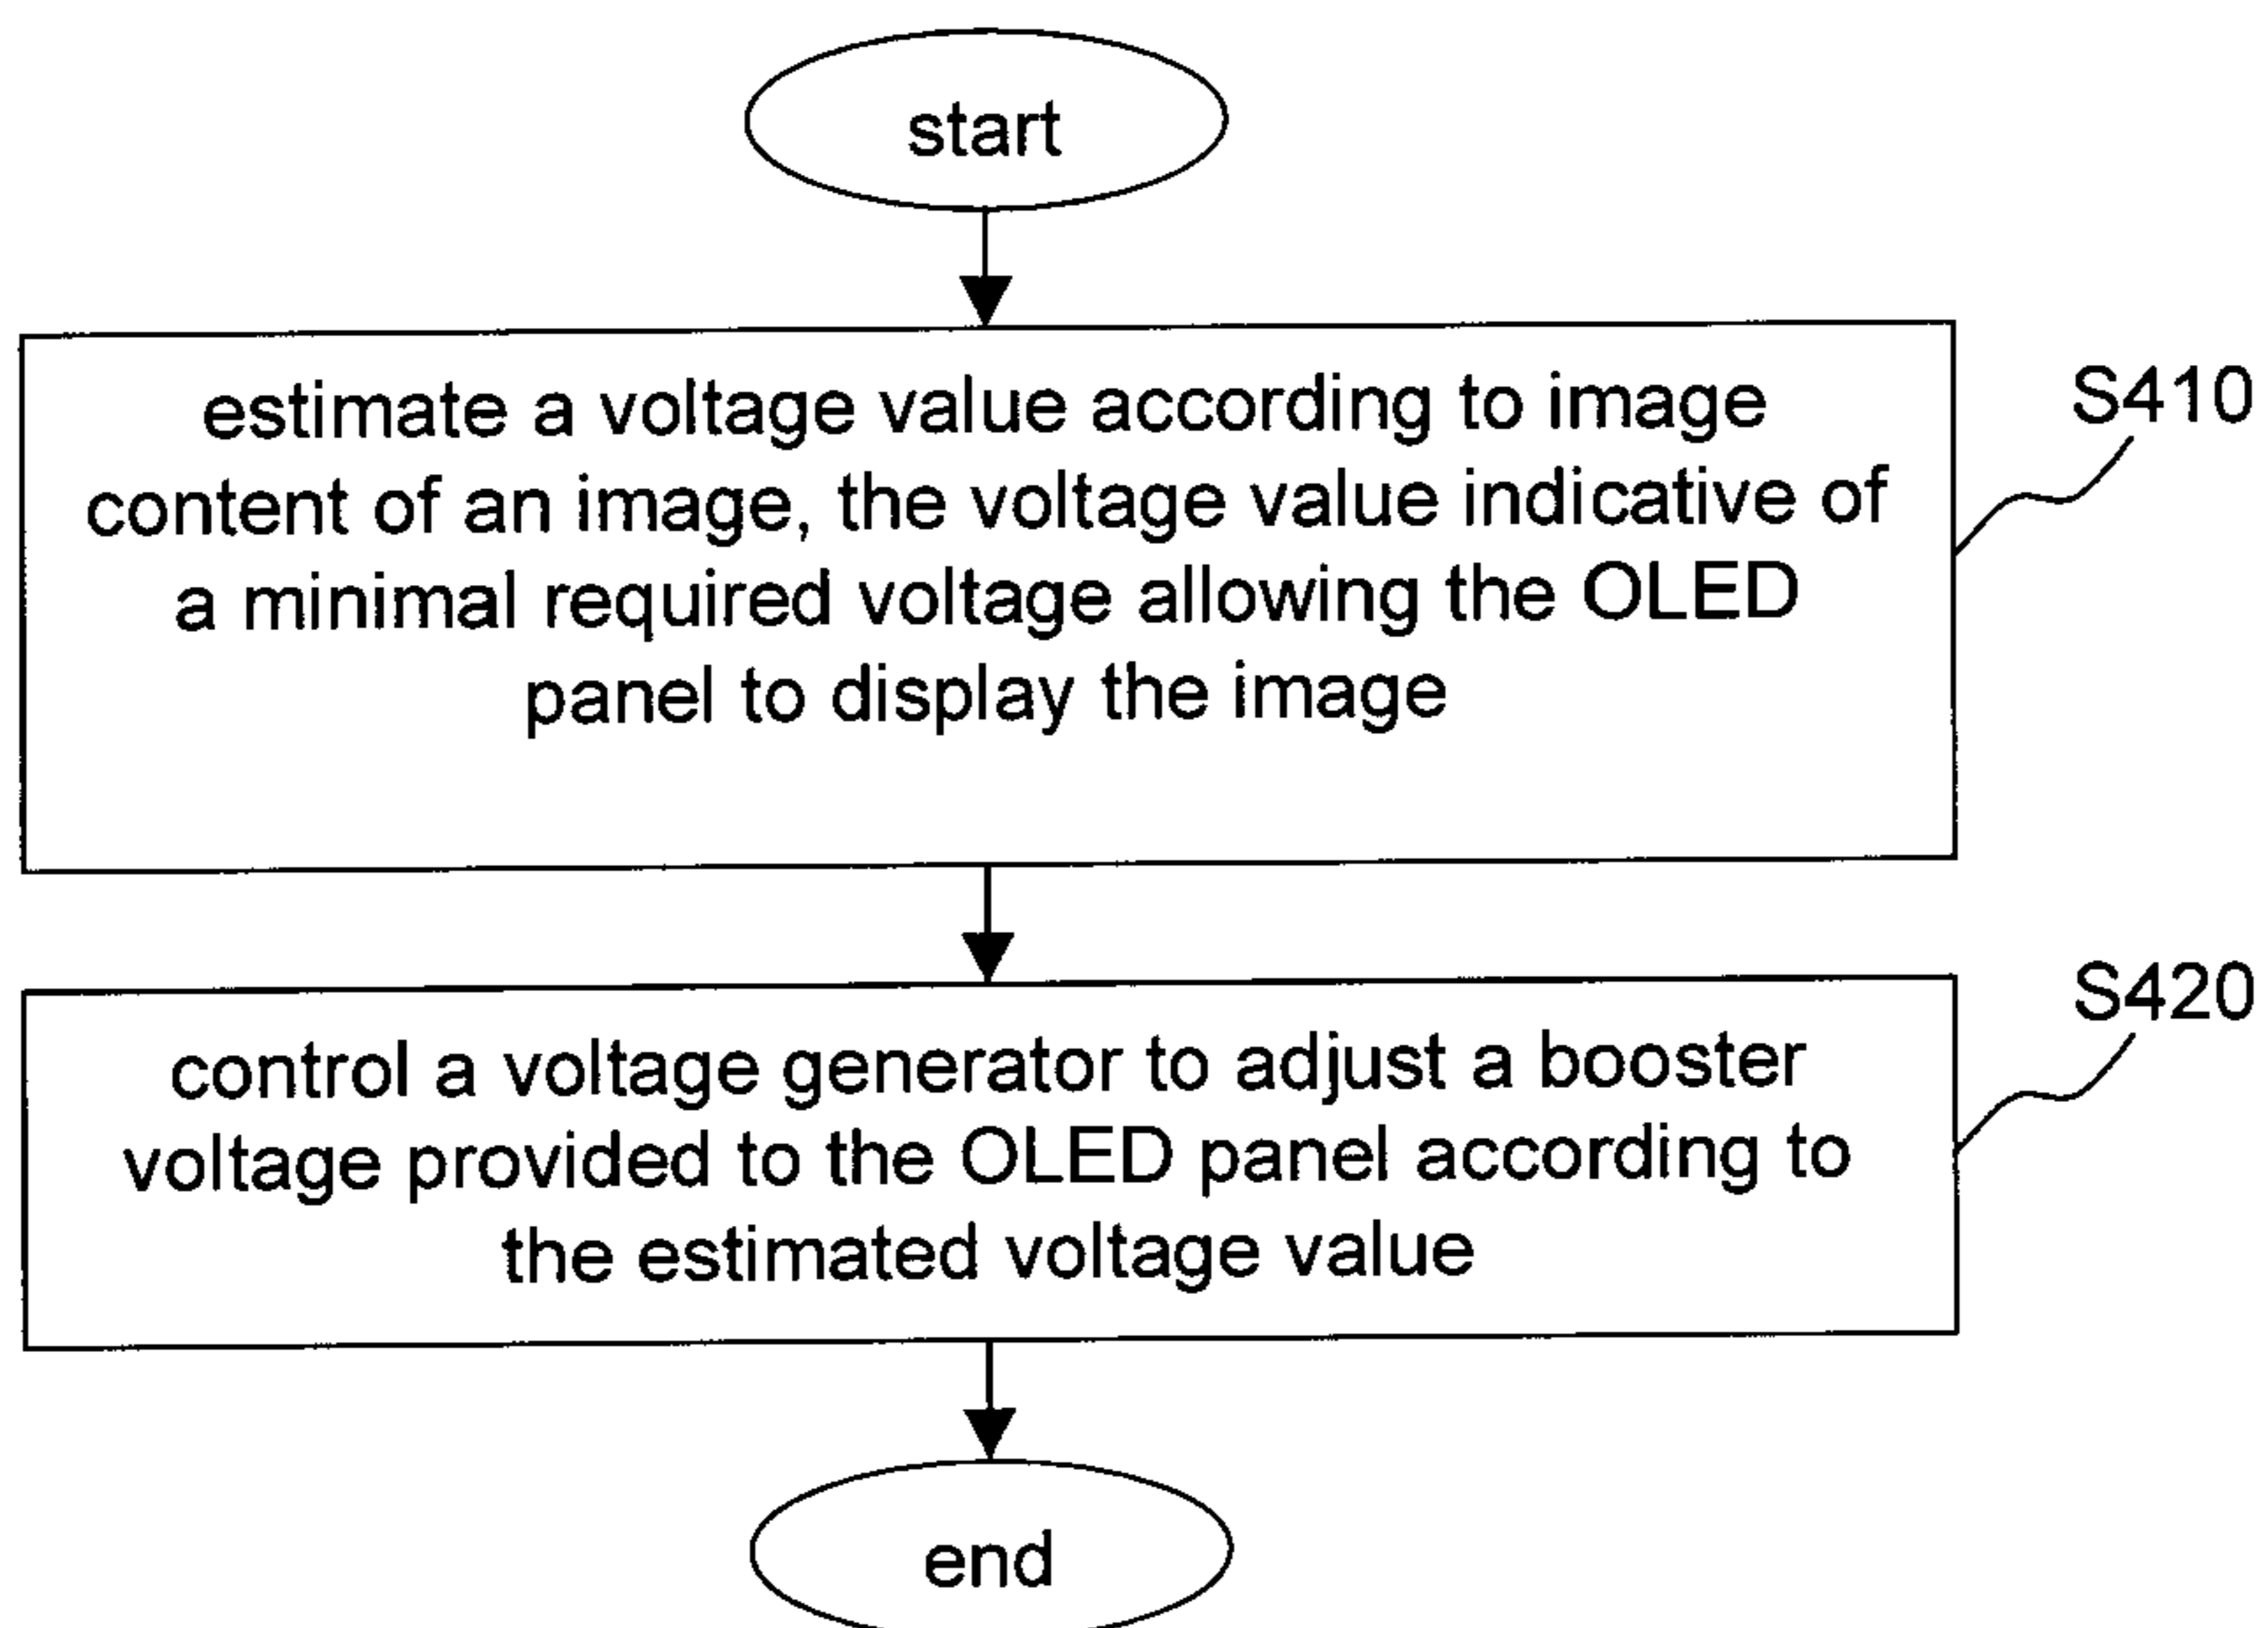 start
estimate a voltage value according to image
content of an image, the voltage value indicative of
a minimal required voltage allowing the OLED
panel to display the image
S410
control a voltage generator to adjust a booster
voltage provided to the OLED panel according to
the estimated voltage value
S420
end